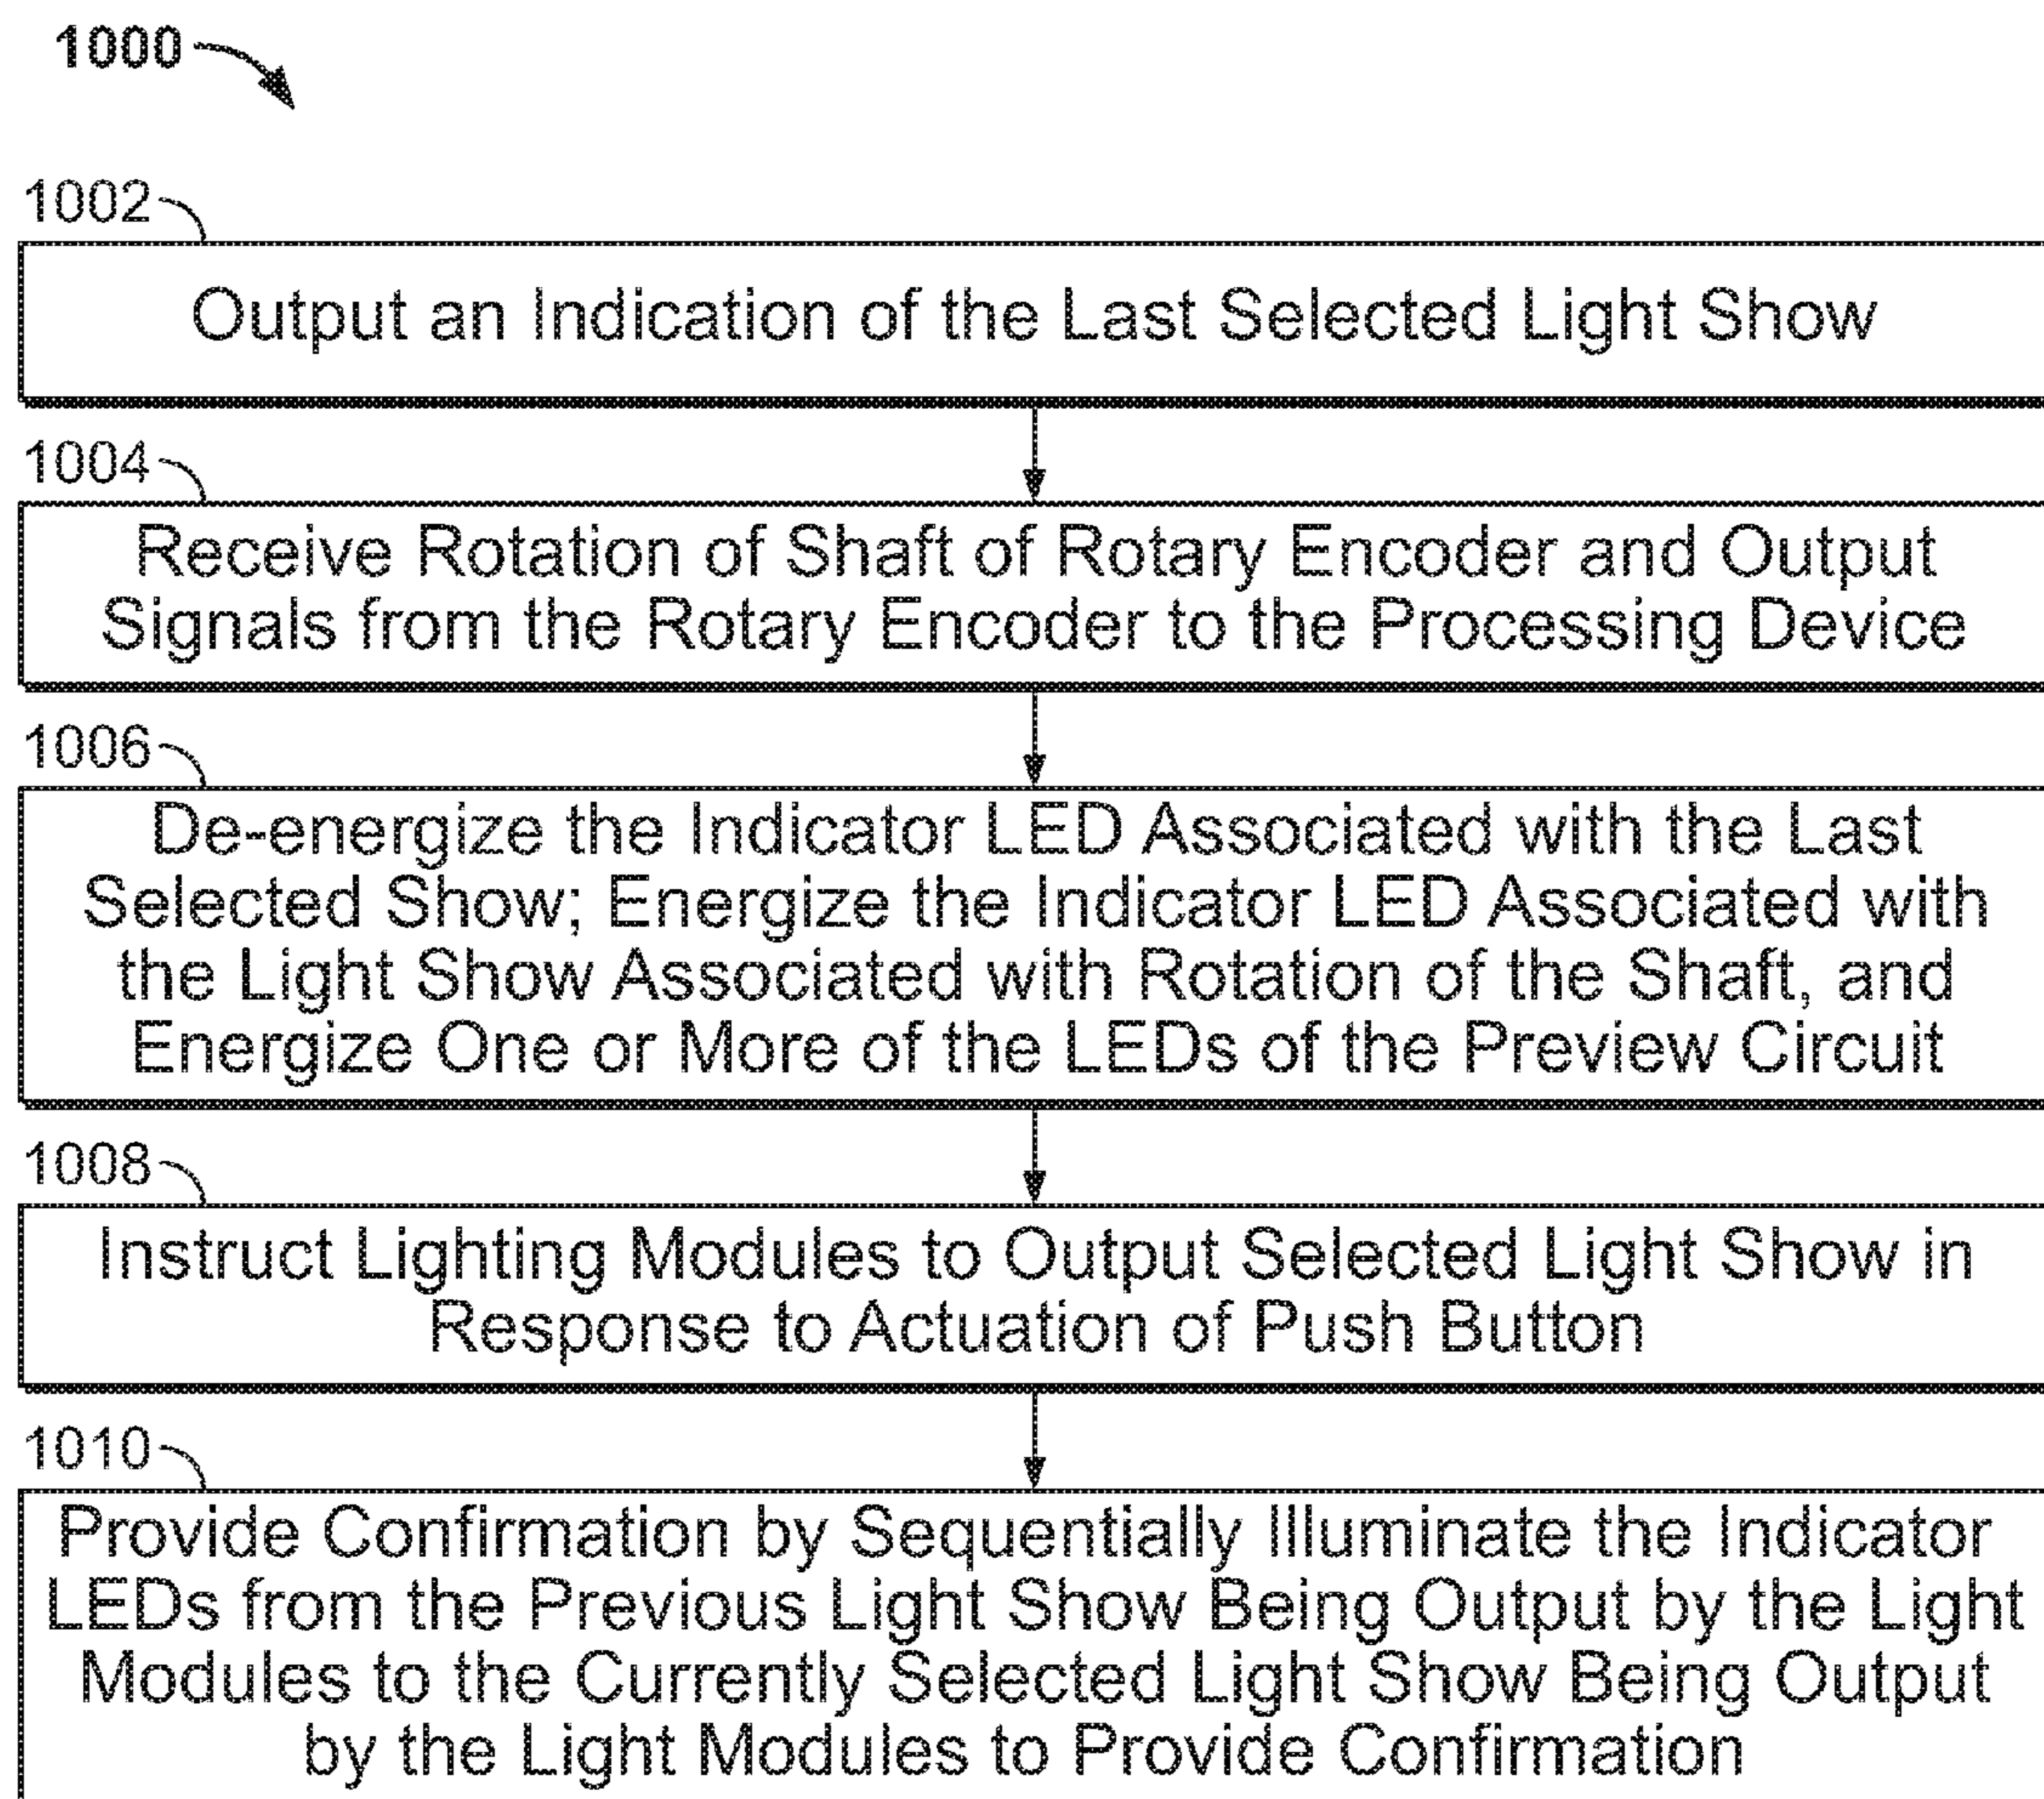 1000
1002
Output an Indication of the Last Selected Light Show
1004
Receive Rotation of Shaft of Rotary Encoder and Output
Signals from the Rotary Encoder to the Processing Device
1006
De-energize the Indicator LED Associated with the Last
Selected Show; Energize the Indicator LED Associated with
the Light Show Associated with Rotation of the Shaft, and
Energize One or More of the LEDs of the Preview Circuit
1008
Instruct Lighting Modules to Output Selected Light Show in
Response to Actuation of Push Button
1010
Provide Confirmation by Sequentially Illuminate the Indicator
LEDs from the Previous Light Show Being Output by the Light
Modules to the Currently Selected Light Show Being Output
by the Light Modules to Provide Confirmation